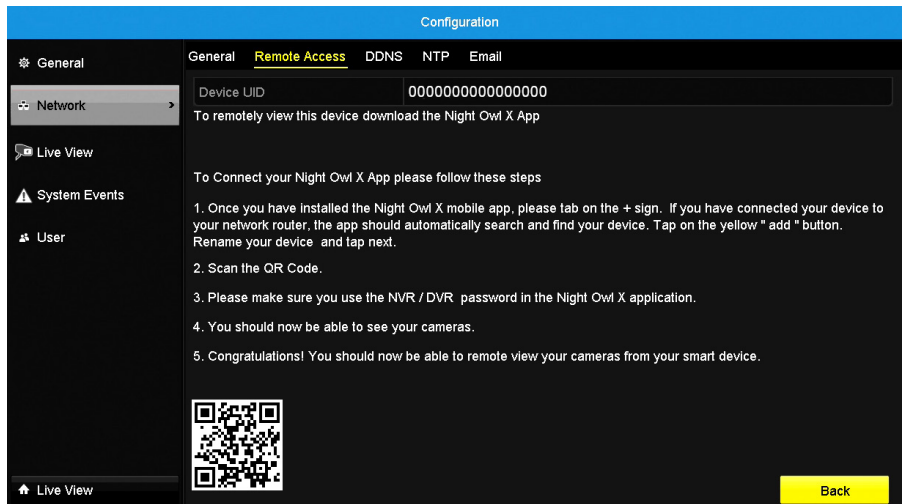 Configuration
General
Network
Live View
System Events
User
Live View
General Remote Access DDNS NTP Email
Device UID 0000000000000000
To remotely view this device download the Night Owl X App
To Connect your Night Owl X App please follow these steps
1. Once you have installed the Night Owl X mobile app, please tab on the + sign. If you have connected your device to
your network router, the app should automatically search and find your device. Tap on the yellow " add " button.
Rename your device and tap next.
2. Scan the QR Code.
3. Please make sure you use the NVR / DVR password in the Night Owl X application.
4. You should now be able to see your cameras.
5. Congratulations! You should now be able to remote view your cameras from your smart device.
Back